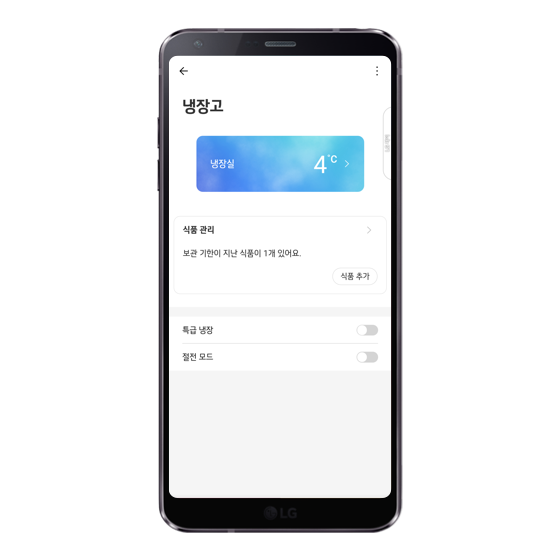 냉장고
냉장실
4°C
식품 관리
보관 기한이 지난 식품이 1개 있어요.
식품 추가
특급 냉장
절전 모드
LG